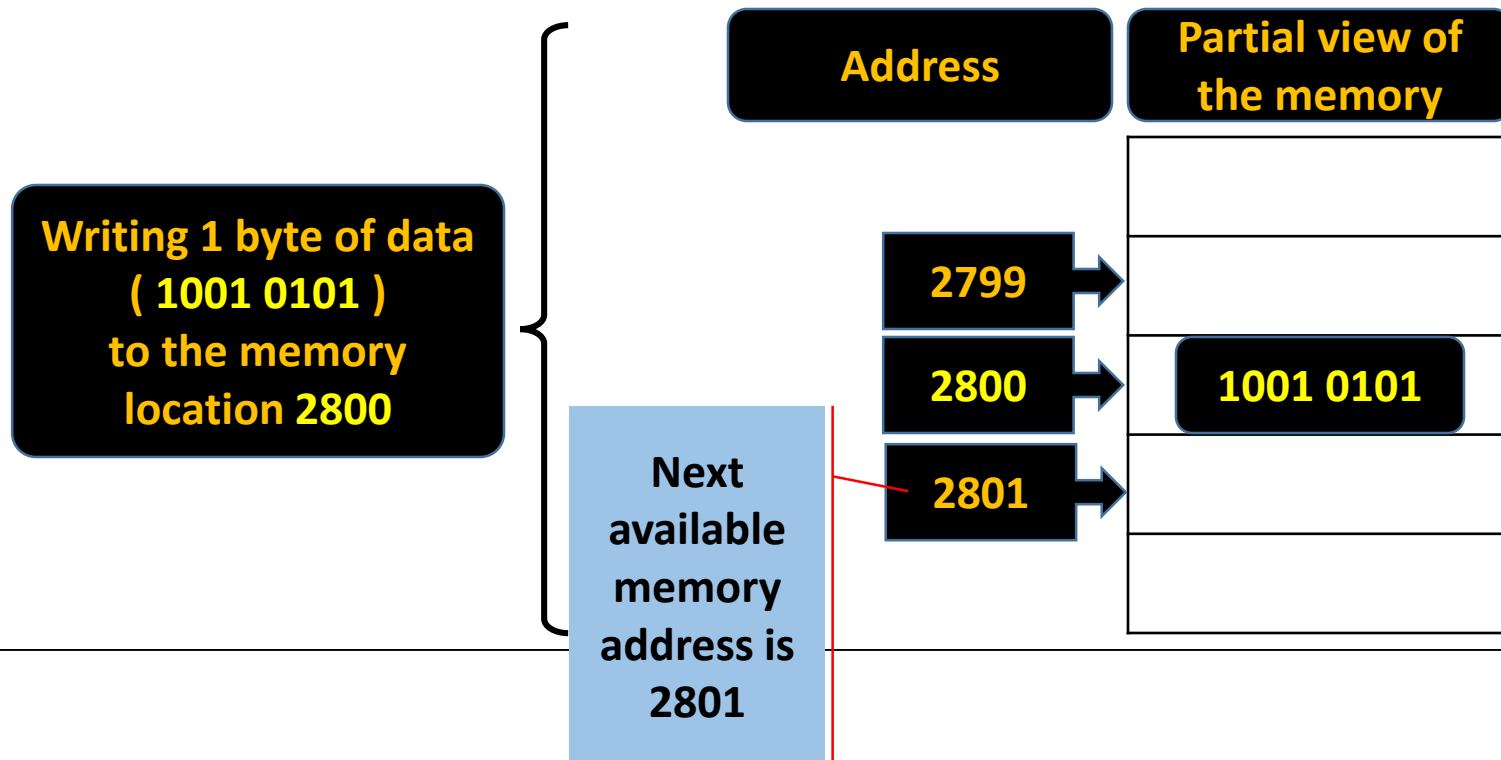 Address
Partial view of
the memory
Writing 1 byte of data
( 1001 0101 )
to the memory
location 2800
2799
2800
1001 0101
2801
Next
available
memory
address is
2801